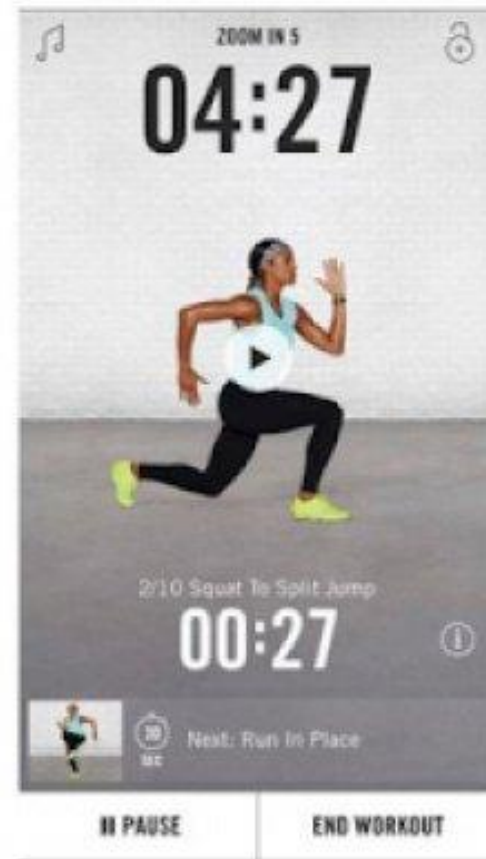 ZOOM IN 5
04:27
2/10 Squat To Split Jump
00:27
30
SEC
Next: Run In Place
PAUSE
END WORKOUT